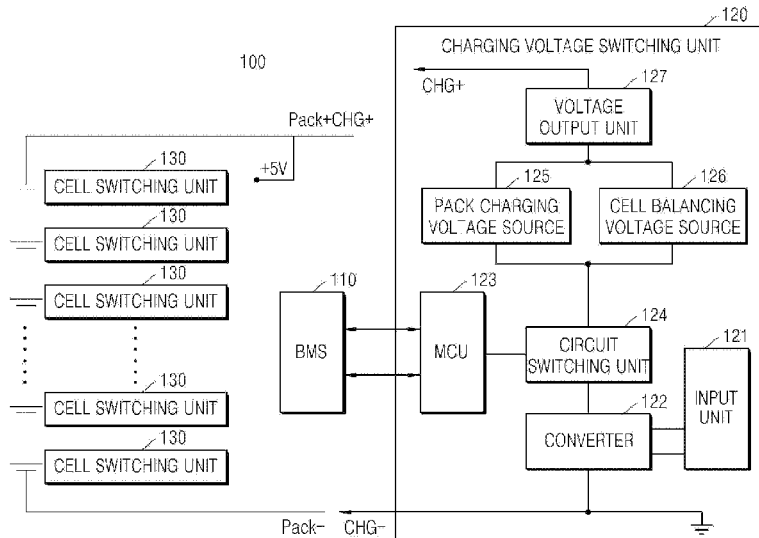 120
CHARGING VOLTAGE SWITCHING UNIT
100
CHG+
127
VOLTAGE
OUTPUT UNIT
Pack+CHG+
130
CELL SWITCHING UNIT
+5V
125
PACK CHARGING
VOLTAGE SOURCE
126
CELL BALANCING
VOLTAGE SOURCE
130
CELL SWITCHING UNIT
130
CELL SWITCHING UNIT
110
BMS
123
MCU
124
CIRCUIT
SWITCHING UNIT
121
INPUT
UNIT
130
CELL SWITCHING UNIT
122
CONVERTER
130
CELL SWITCHING UNIT
Pack-
CHG-